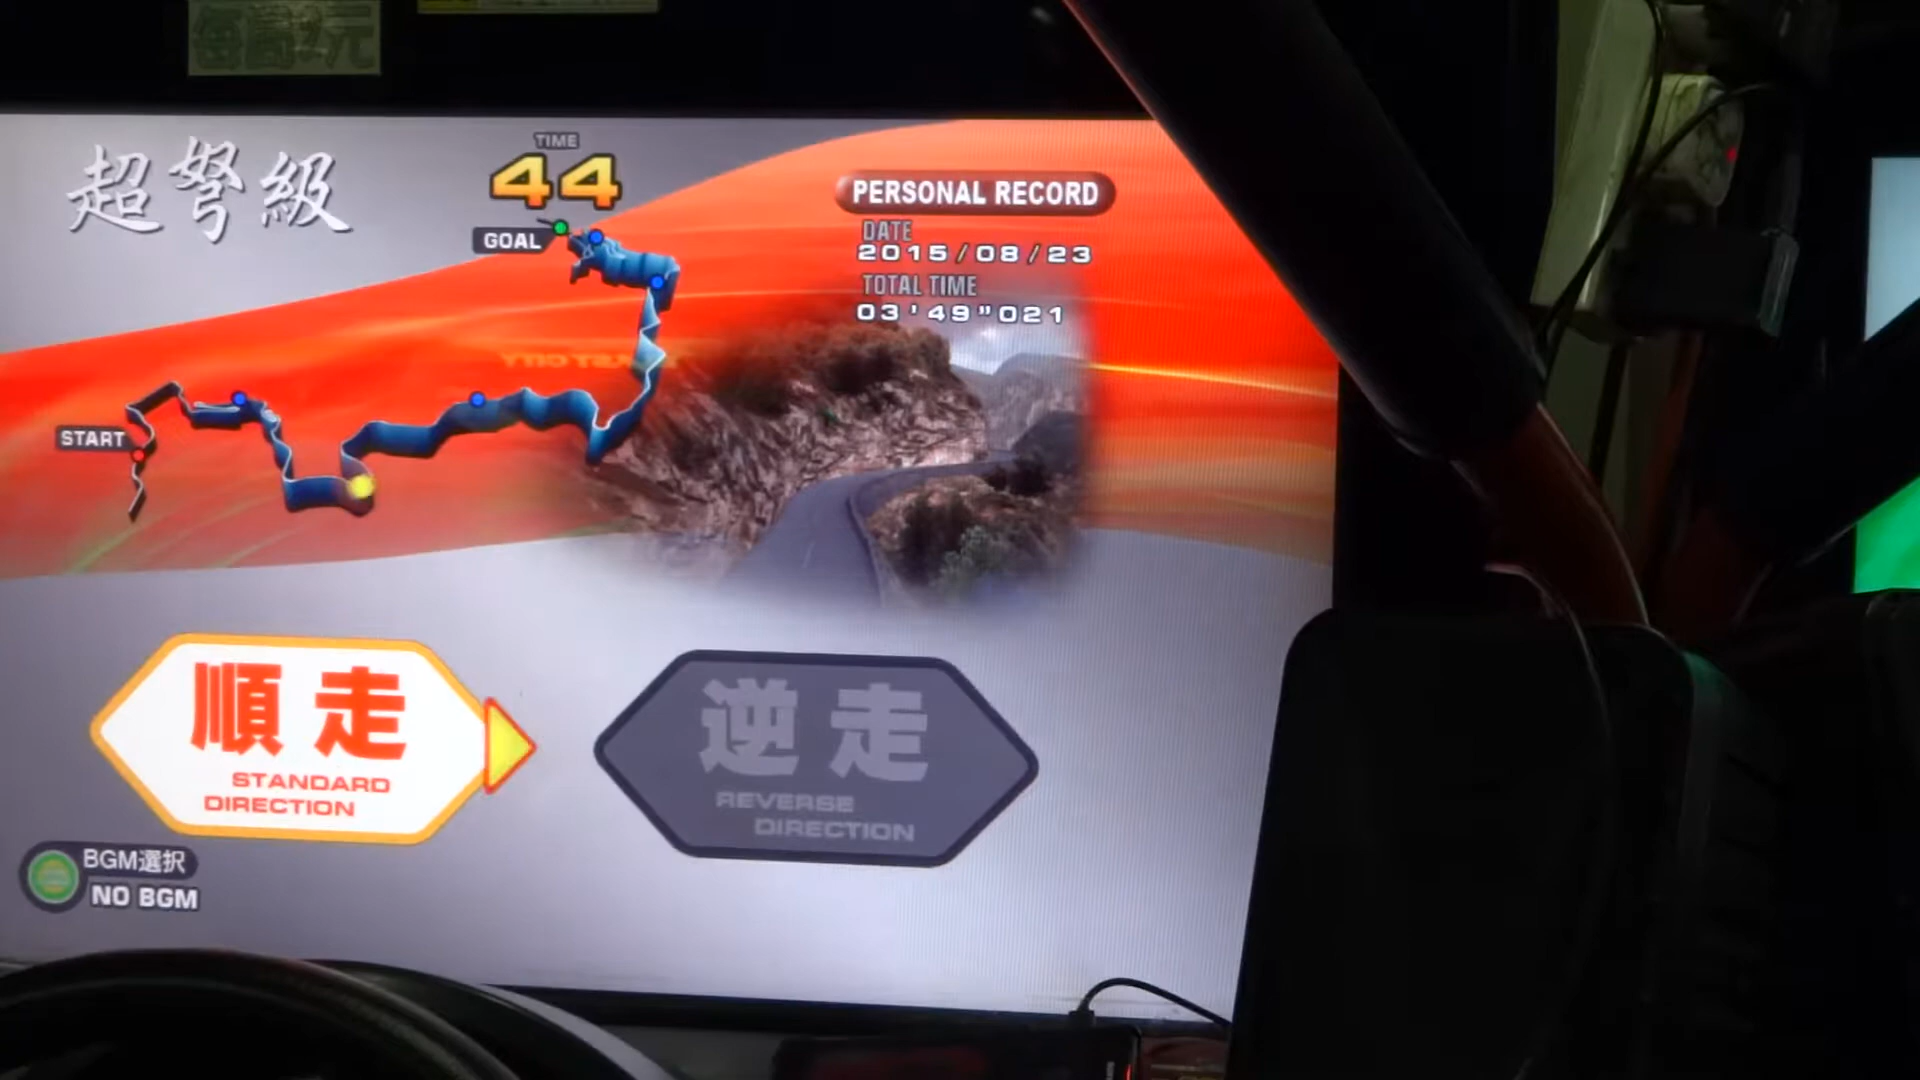 超弩級
TIME
44
GOAL
PERSONAL RECORD
DATE
2015/08/23
TOTAL TIME
03'49"021
START
順走
STANDARD
DIRECTION
逆走
REVERSE
DIRECTION
BGM選択
NO BGM